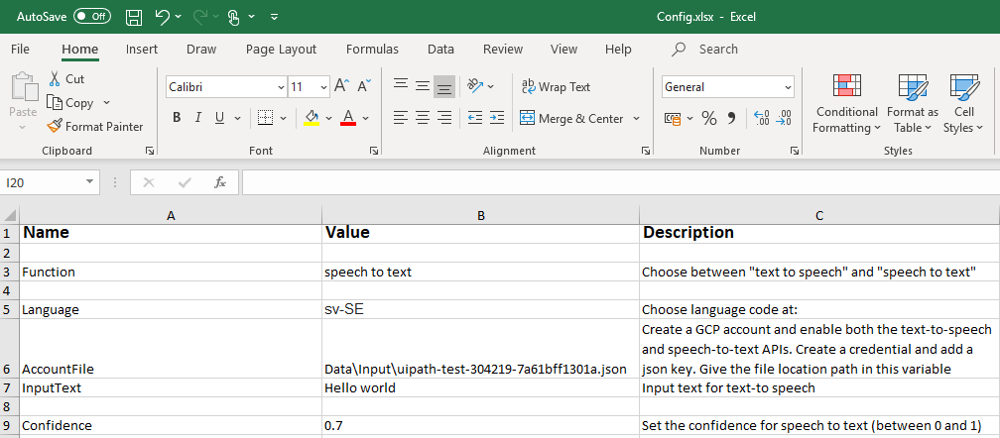 AutoSave Off Config.xlsx - Excel
File Home Insert Draw Page Layout Formulas Data Review View Help Search
Paste
Cut
Copy
Format Painter
Clipboard
Calibri 11 A A
B I U A
Font
ab Wrap Text
Merge & Center
Alignment
General
% 9 .00 .00
Number
Conditional Formatting
Format as Table
Cell Styles
Styles
I20 fx
A B C
1 Name Value Description
2
3 Function speech to text Choose between "text to speech" and "speech to text"
4
5 Language sv-SE Choose language code at:
Create a GCP account and enable both the text-to-speech
and speech-to-text APIs. Create a credential and add a
6 AccountFile Data\Input\uipath-test-304219-7a61bff1301a.json json key. Give the file location path in this variable
7 InputText Hello world Input text for text-to speech
8
9 Confidence 0.7 Set the confidence for speech to text (between 0 and 1)